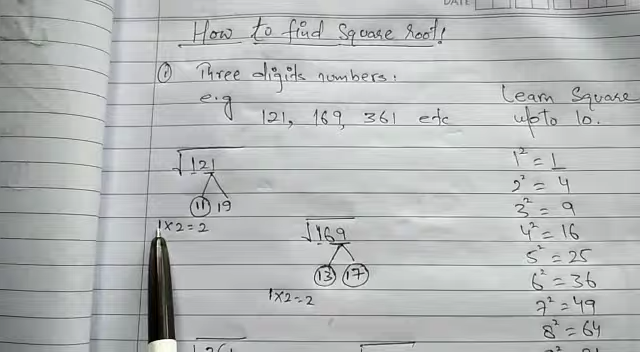 DATE
How to find Square root!
① Three digits numbers.
e.g
121, 169, 361 etc
Learn Square
upto 10.
√121
11 19
1×2=2
√169
13 17
1×2=2
1² = 1
2² = 4
3² = 9
4² = 16
5² = 25
6² = 36
7² = 49
8² = 64
√361